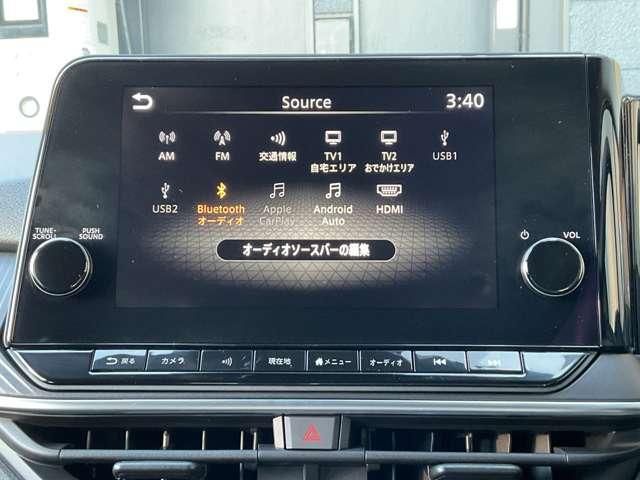 Source
3:40
AM
FM
交通情報
TV1
自宅エリア
TV2
おでかけエリア
USB1
USB2
Bluetooth
オーディオ
Apple
CarPlay
Android
Auto
HDMI
オーディオソースバーの編集
TUNE・
SCROLL
PUSH
SOUND
VOL
戻る
カメラ
現在地
メニュー
オーディオ